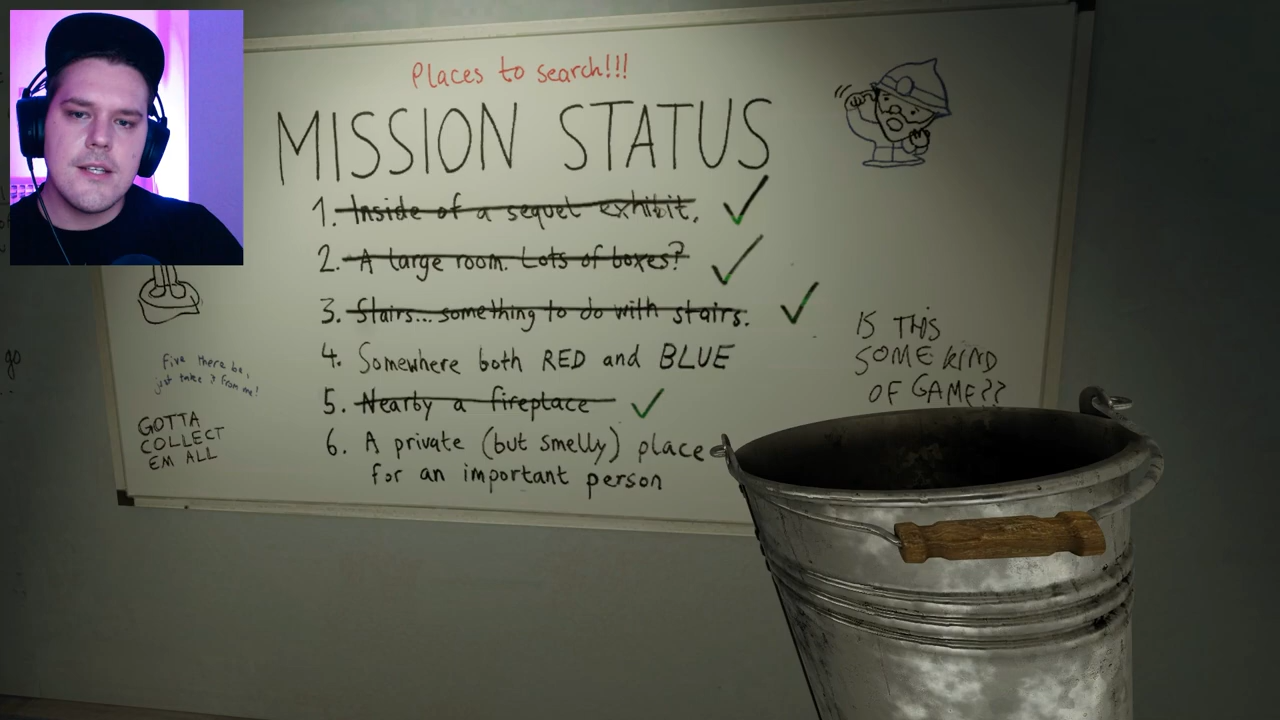 Places to search!!!
MISSION STATUS
1. Inside of a sequel exhibit.
2. A large room. Lots of boxes?
3. Stairs... something to do with stairs.
4. Somewhere both RED and BLUE
5. Nearby a fireplace
6. A private (but smelly) place
for an important person
go
Five there be,
just take it from me!
GOTTA
COLLECT
EM ALL
IS THIS
SOME KIND
OF GAME??